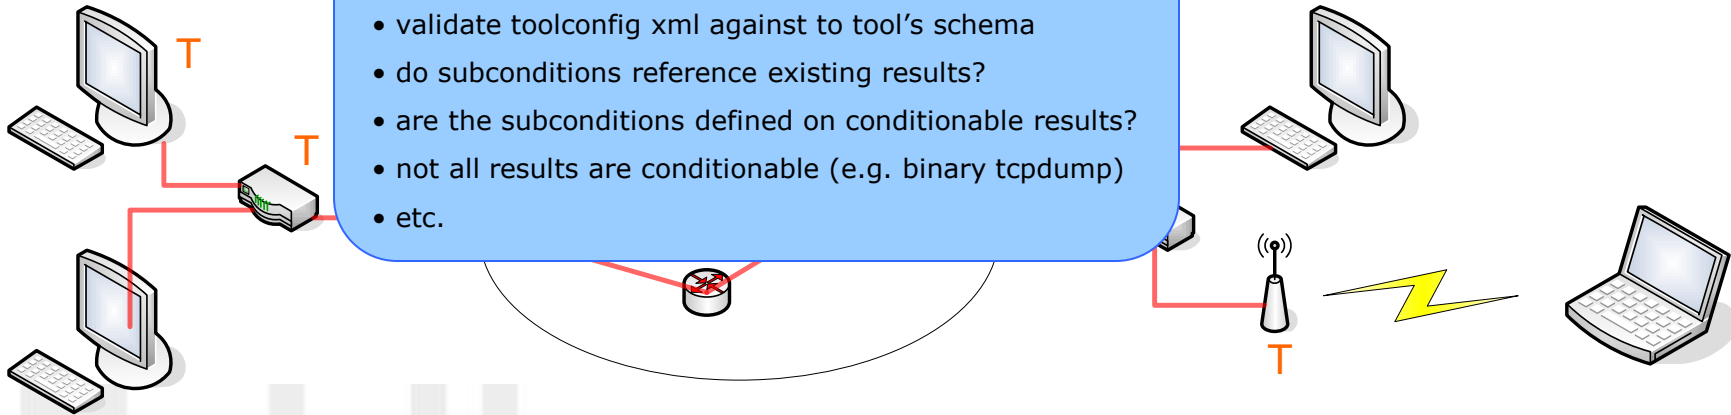 • validate toolconfig xml against to tool's schema
T
• do subconditions reference existing results?
• are the subconditions defined on conditionable results?
T
• not all results are conditionable (e.g. binary tcpdump)
• etc.
T